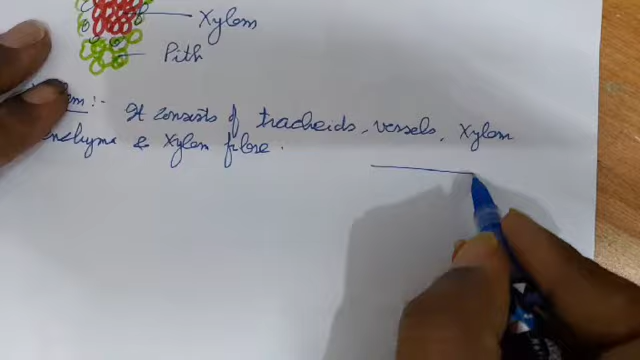 Xylem
Pith
:- It consists of tracheids, vessels, Xylem
& Xylem fibre.